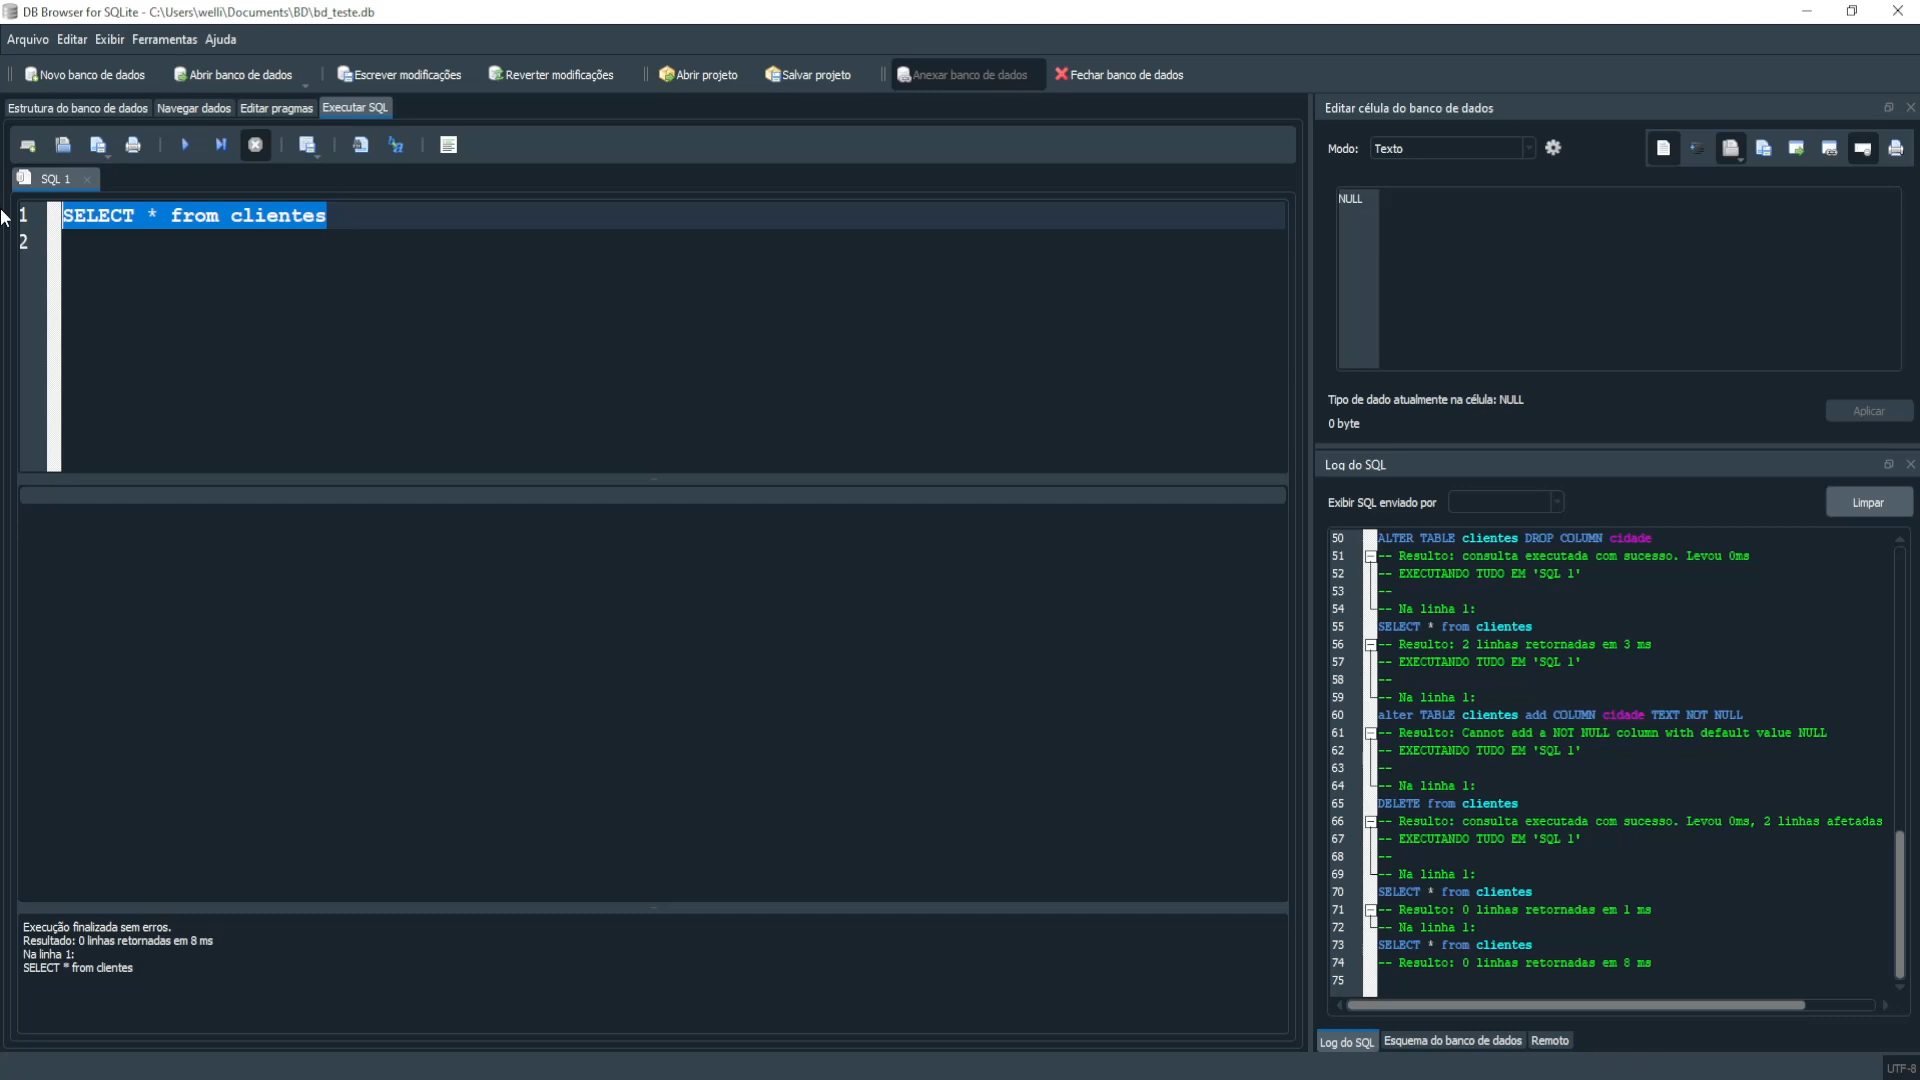 DB Browser for SQLite - C:\Users\welli\Documents\BD\bd_teste.db
Arquivo Editar Exibir Ferramentas Ajuda
Novo banco de dados Abrir banco de dados Escrever modificações Reverter modificações Abrir projeto Salvar projeto Anexar banco de dados Fechar banco de dados
Estrutura do banco de dados Navegar dados Editar pragmas Executar SQL
SQL 1
1 SELECT * from clientes
2
Execução finalizada sem erros.
Resultado: 0 linhas retornadas em 8 ms
Na linha 1:
SELECT * from clientes
Editar célula do banco de dados
Modo: Texto
NULL
Tipo de dado atualmente na célula: NULL
0 byte
Aplicar
Log do SQL
Exibir SQL enviado por
Limpar
50 ALTER TABLE clientes DROP COLUMN cidade
51 -- Resulto: consulta executada com sucesso. Levou 0ms
52 -- EXECUTANDO TUDO EM 'SQL 1'
53 --
54 -- Na linha 1:
55 SELECT * from clientes
56 -- Resulto: 2 linhas retornadas em 3 ms
57 -- EXECUTANDO TUDO EM 'SQL 1'
58 --
59 -- Na linha 1:
60 alter TABLE clientes add COLUMN cidade TEXT NOT NULL
61 -- Resulto: Cannot add a NOT NULL column with default value NULL
62 -- EXECUTANDO TUDO EM 'SQL 1'
63 --
64 -- Na linha 1:
65 DELETE from clientes
66 -- Resulto: consulta executada com sucesso. Levou 0ms, 2 linhas afetadas
67 -- EXECUTANDO TUDO EM 'SQL 1'
68 --
69 -- Na linha 1:
70 SELECT * from clientes
71 -- Resulto: 0 linhas retornadas em 1 ms
72 -- Na linha 1:
73 SELECT * from clientes
74 -- Resulto: 0 linhas retornadas em 8 ms
75
Log do SQL Esquema do banco de dados Remoto
UTF-8